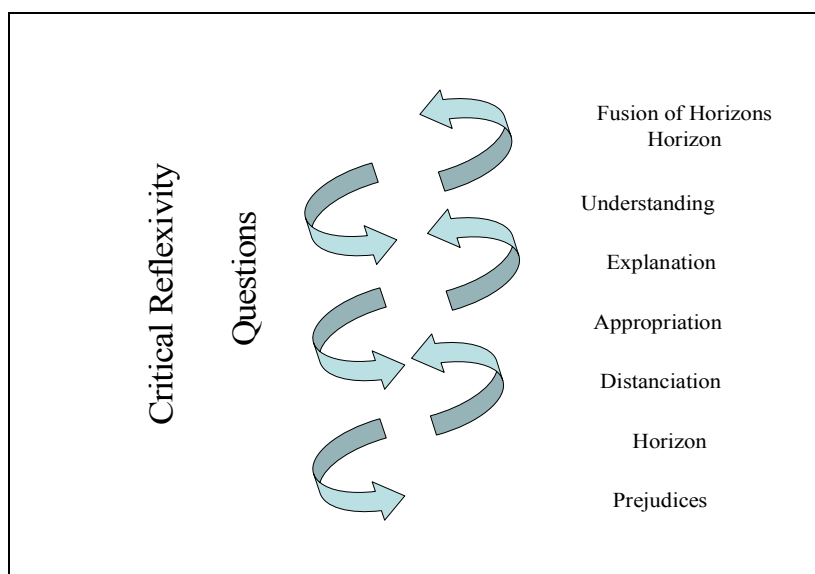 Critical Reflexivity
Questions
Fusion of Horizons
Horizon
Understanding
Explanation
Appropriation
Distanciation
Horizon
Prejudices